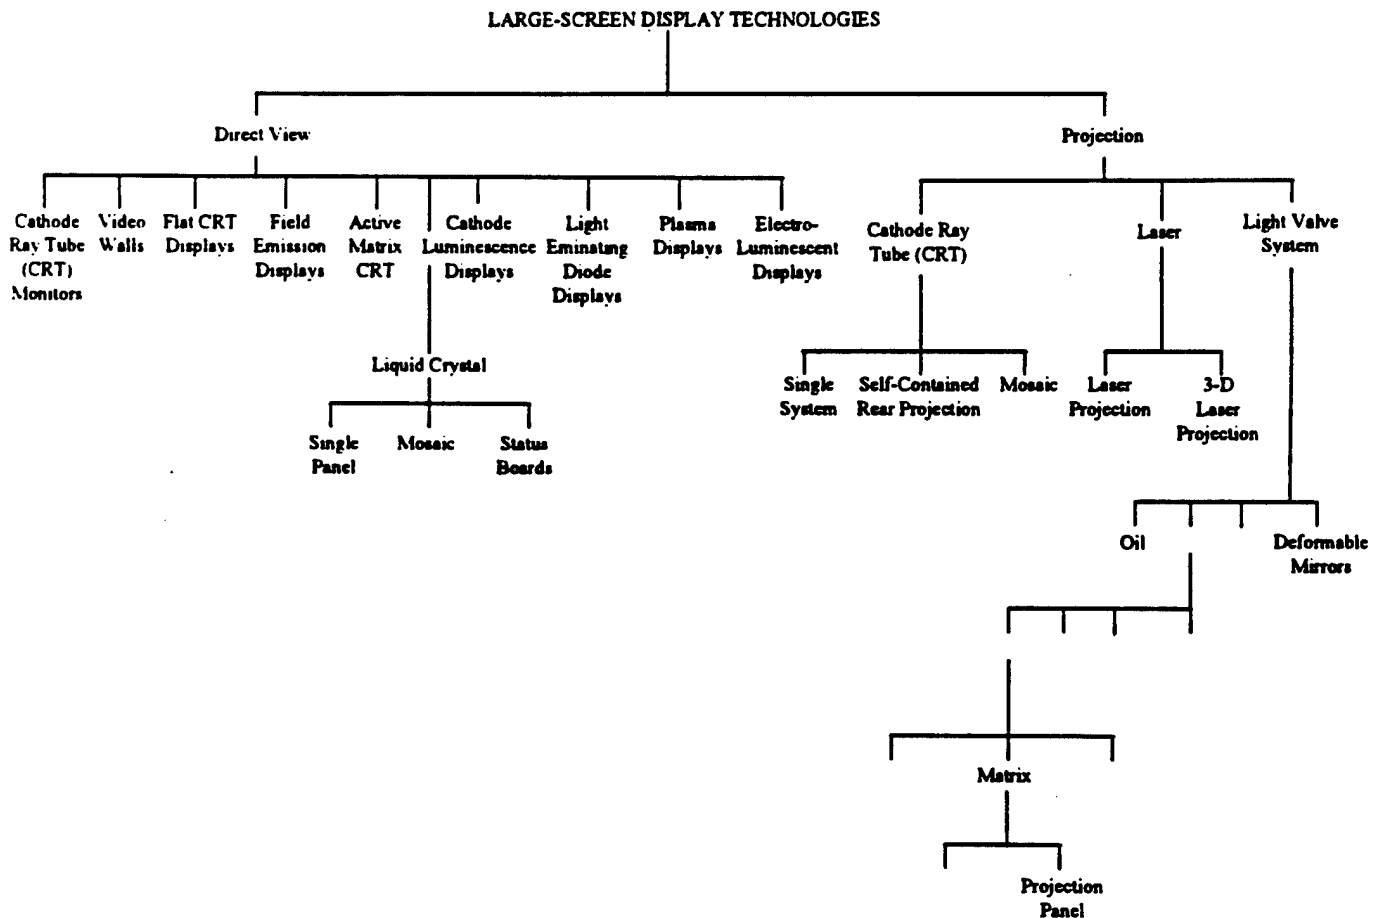 LARGE-SCREEN DISPLAY TECHNOLOGIES
Direct View
Projection
Cathode
Ray Tube
(CRT)
Monitors
Video
Walls
Flat CRT
Displays
Field
Emission
Displays
Active
Matrix
CRT
Cathode
Luminescence
Displays
Light
Eminating
Diode
Displays
Plasma
Displays
Electro-
Luminescent
Displays
Liquid Crystal
Single
Panel
Mosaic
Status
Boards
Cathode Ray
Tube (CRT)
Laser
Light Valve
System
Single
System
Self-Contained
Rear Projection
Mosaic
Laser
Projection
3-D
Laser
Projection
Oil
Deformable
Mirrors
Matrix
Projection
Panel